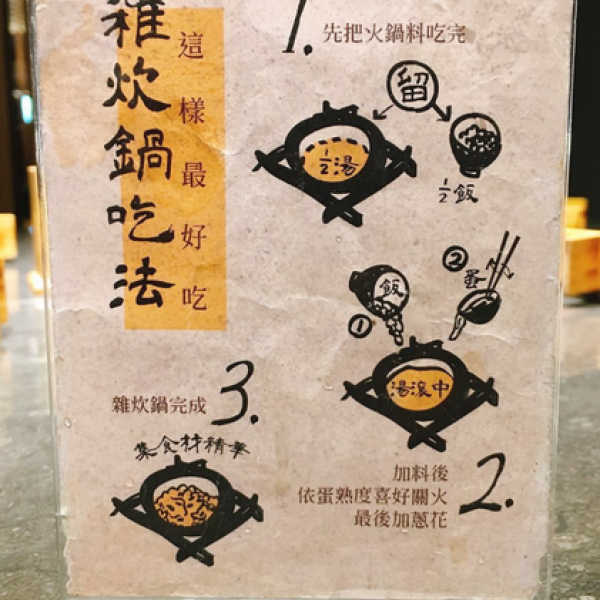 雜炊鍋吃法
這樣最好吃
1.
先把火鍋料吃完
留
½湯
½飯
①
飯
②
蛋
湯滾中
2.
加料後
依蛋熟度喜好關火
最後加蔥花
3.
雜炊鍋完成
集食材精華